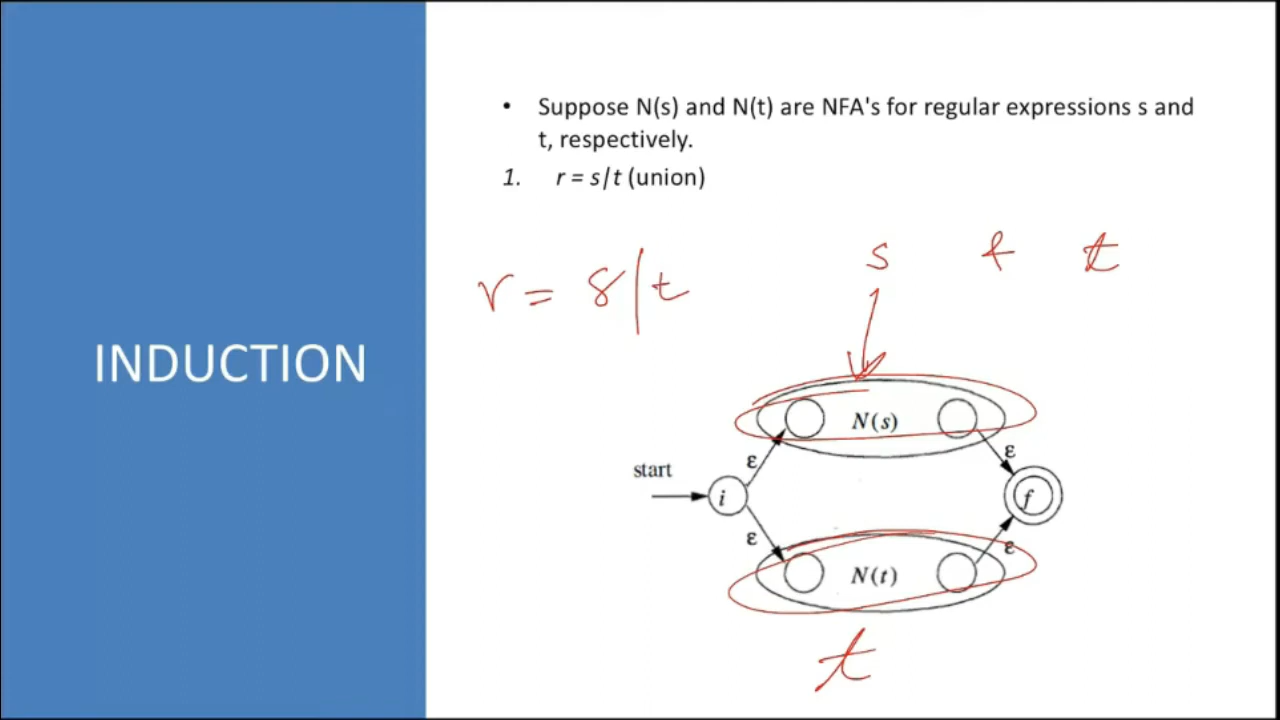 INDUCTION
• Suppose N(s) and N(t) are NFA's for regular expressions s and
t, respectively.
1. r = s/t (union)
s & t
r = s|t
N(s)
ε
ε
start
i
f
ε
ε
N(t)
t